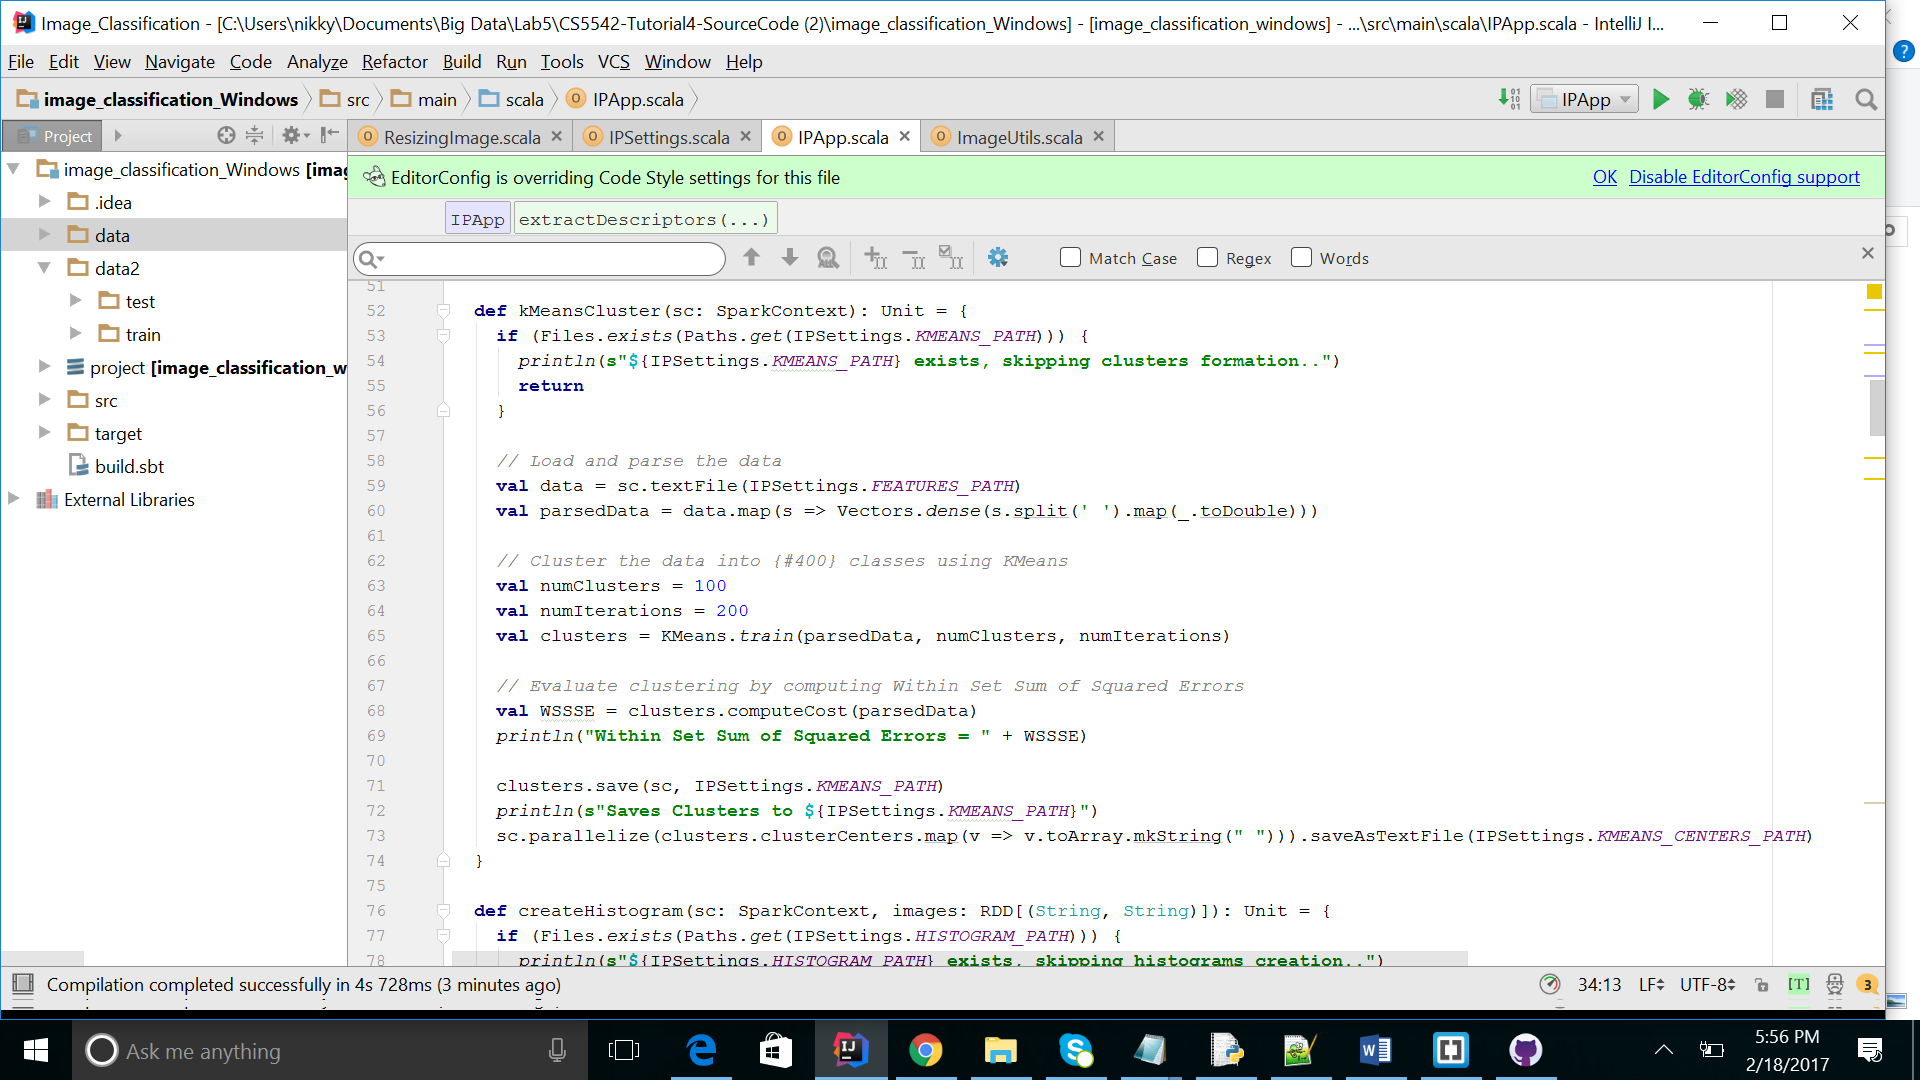 Image_Classification - [C:\Users\nikky\Documents\Big Data\Lab5\CS5542-Tutorial4-SourceCode (2)\image_classification_Windows] - [image_classification_windows] - ...\src\main\scala\IPApp.scala - IntelliJ I...
File Edit View Navigate Code Analyze Refactor Build Run Tools VCS Window Help
image_classification_Windows src main scala IPApp.scala IPApp
Project ResizingImage.scala IPSettings.scala IPApp.scala ImageUtils.scala
image_classification_Windows [imag
EditorConfig is overriding Code Style settings for this file OK Disable EditorConfig support
.idea
data
data2
test
train
project [image_classification_w
src
target
build.sbt
External Libraries
IPApp extractDescriptors(...)
Match Case Regex Words
51
52 def kMeansCluster(sc: SparkContext): Unit = {
53 if (Files.exists(Paths.get(IPSettings.KMEANS_PATH))) {
54 println(s"${IPSettings.KMEANS_PATH} exists, skipping clusters formation..")
55 return
56 }
57
58 // Load and parse the data
59 val data = sc.textFile(IPSettings.FEATURES_PATH)
60 val parsedData = data.map(s => Vectors.dense(s.split(' ').map(_.toDouble)))
61
62 // Cluster the data into {#400} classes using KMeans
63 val numClusters = 100
64 val numIterations = 200
65 val clusters = KMeans.train(parsedData, numClusters, numIterations)
66
67 // Evaluate clustering by computing Within Set Sum of Squared Errors
68 val WSSSE = clusters.computeCost(parsedData)
69 println("Within Set Sum of Squared Errors = " + WSSSE)
70
71 clusters.save(sc, IPSettings.KMEANS_PATH)
72 println(s"Saves Clusters to ${IPSettings.KMEANS_PATH}")
73 sc.parallelize(clusters.clusterCenters.map(v => v.toArray.mkString(" "))).saveAsTextFile(IPSettings.KMEANS_CENTERS_PATH)
74 }
75
76 def createHistogram(sc: SparkContext, images: RDD[(String, String)]): Unit = {
77 if (Files.exists(Paths.get(IPSettings.HISTOGRAM_PATH))) {
78 println(s"${IPSettings.HISTOGRAM_PATH} exists, skipping histograms creation..")
Compilation completed successfully in 4s 728ms (3 minutes ago) 34:13 LF UTF-8 [T] 3
Ask me anything
5:56 PM
2/18/2017